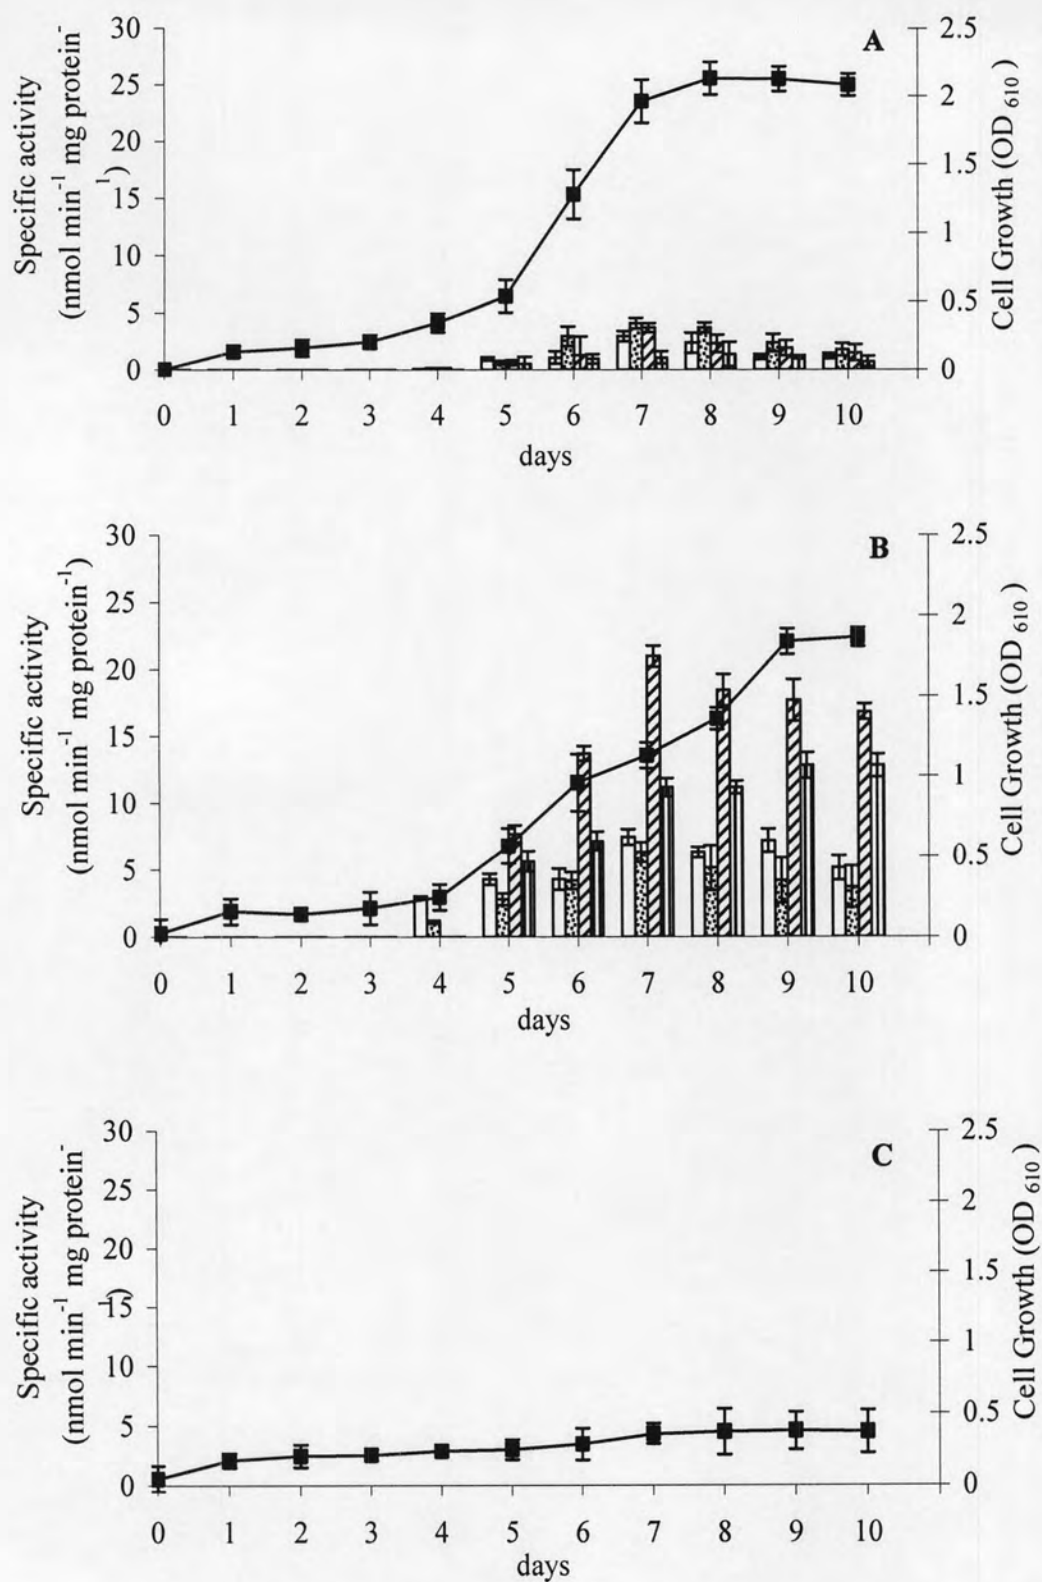 A
Specific activity
(nmol min⁻¹ mg protein⁻
¹)
30
25
20
15
10
5
0
2.5
2
1.5
1
0.5
0
Cell Growth (OD 610)
0 1 2 3 4 5 6 7 8 9 10
days
B
Specific activity
(nmol min⁻¹ mg protein⁻¹)
30
25
20
15
10
5
0
2.5
2
1.5
1
0.5
0
Cell Growth (OD 610)
0 1 2 3 4 5 6 7 8 9 10
days
C
Specific activity
(nmol min⁻¹ mg protein⁻
¹)
30
25
20
15
10
5
0
2.5
2
1.5
1
0.5
0
Cell Growth (OD 610)
0 1 2 3 4 5 6 7 8 9 10
days